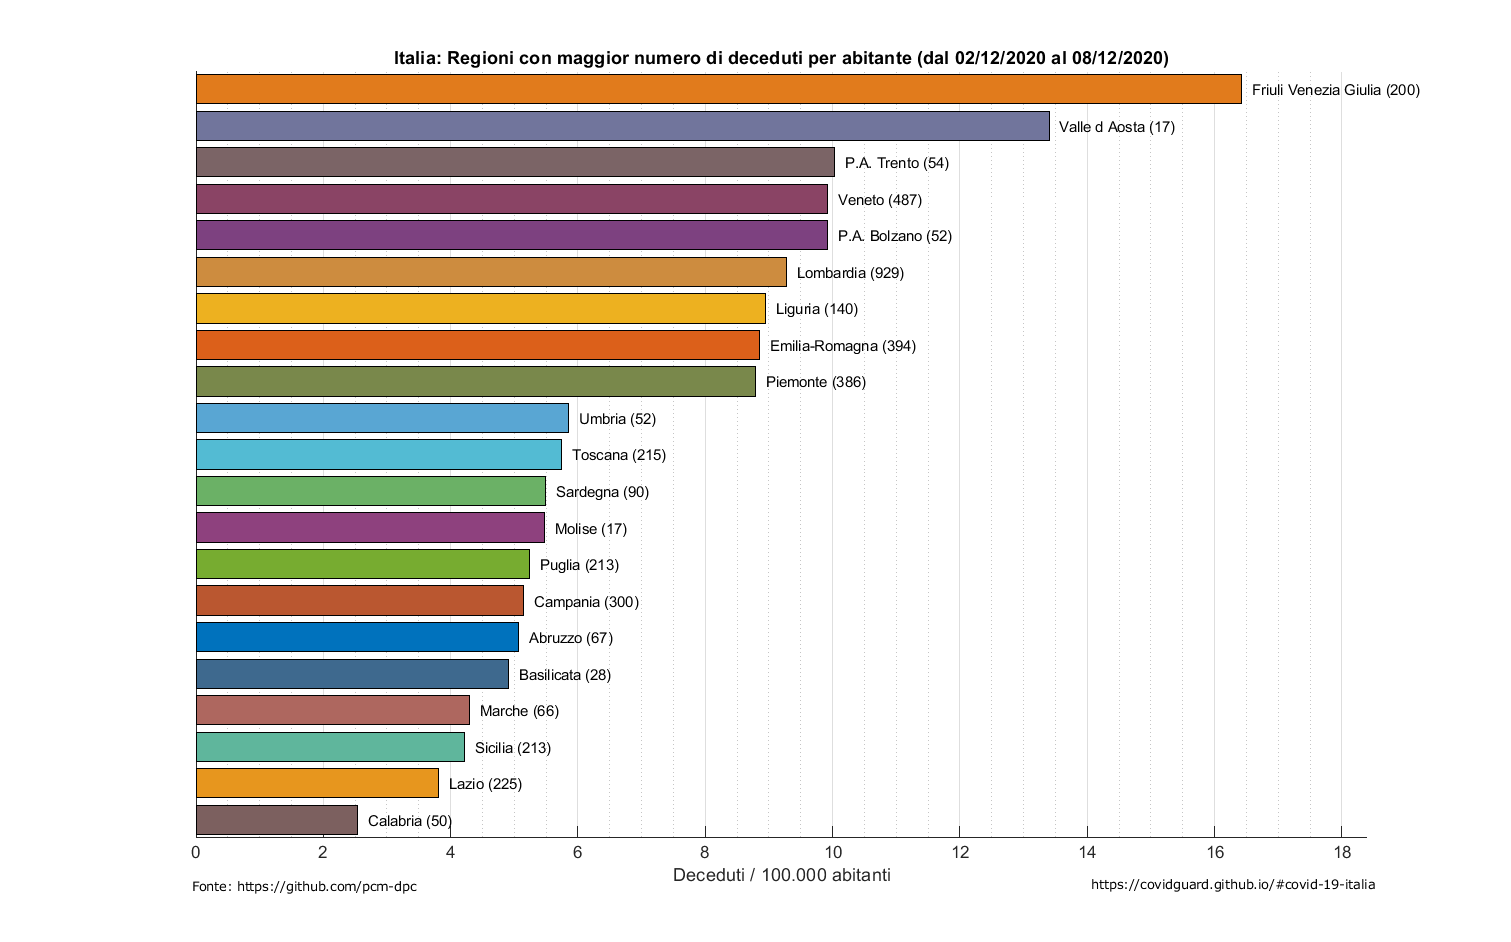 Italia: Regioni con maggior numero di deceduti per abitante (dal 02/12/2020 al 08/12/2020)
Friuli Venezia Giulia (200)
Valle d Aosta (17)
P.A. Trento (54)
Veneto (487)
P.A. Bolzano (52)
Lombardia (929)
Liguria (140)
Emilia-Romagna (394)
Piemonte (386)
Umbria (52)
Toscana (215)
Sardegna (90)
Molise (17)
Puglia (213)
Campania (300)
Abruzzo (67)
Basilicata (28)
Marche (66)
Sicilia (213)
Lazio (225)
Calabria (50)
0 2 4 6 8 10 12 14 16 18
Deceduti / 100.000 abitanti
Fonte: https://github.com/pcm-dpc
https://covidguard.github.io/#covid-19-italia